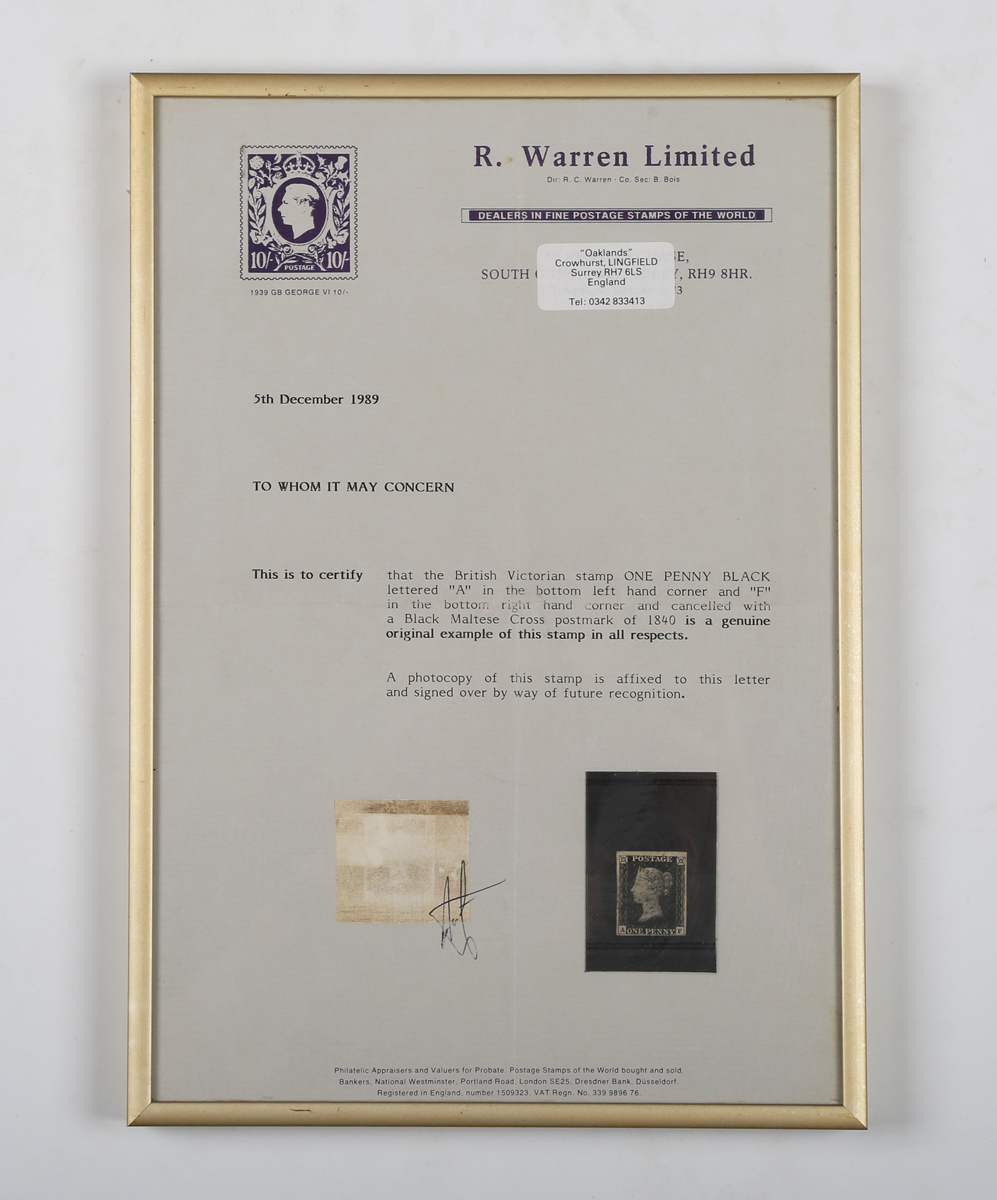 R. Warren Limited
Dir: R. C. Warren - Co. Sec: B. Bois
DEALERS IN FINE POSTAGE STAMPS OF THE WORLD
"Oaklands"
Crowhurst, LINGFIELD
Surrey RH7 6LS
England
Tel: 0342 833413
SOUTH RH9 8HR.
10/- POSTAGE 10/-
1939 GB GEORGE VI 10/-
5th December 1989
TO WHOM IT MAY CONCERN
This is to certify that the British Victorian stamp ONE PENNY BLACK
lettered "A" in the bottom left hand corner and "F"
in the bottom right hand corner and cancelled with
a Black Maltese Cross postmark of 1840 is a genuine
original example of this stamp in all respects.
A photocopy of this stamp is affixed to this letter
and signed over by way of future recognition.
POSTAGE
A ONE PENNY F
Philatelic Appraisers and Valuers for Probate. Postage Stamps of the World bought and sold.
Bankers, National Westminster, Portland Road, London SE25, Dresdner Bank, Düsseldorf.
Registered in England, number 1509323. VAT Regn. No. 339 9896 76.